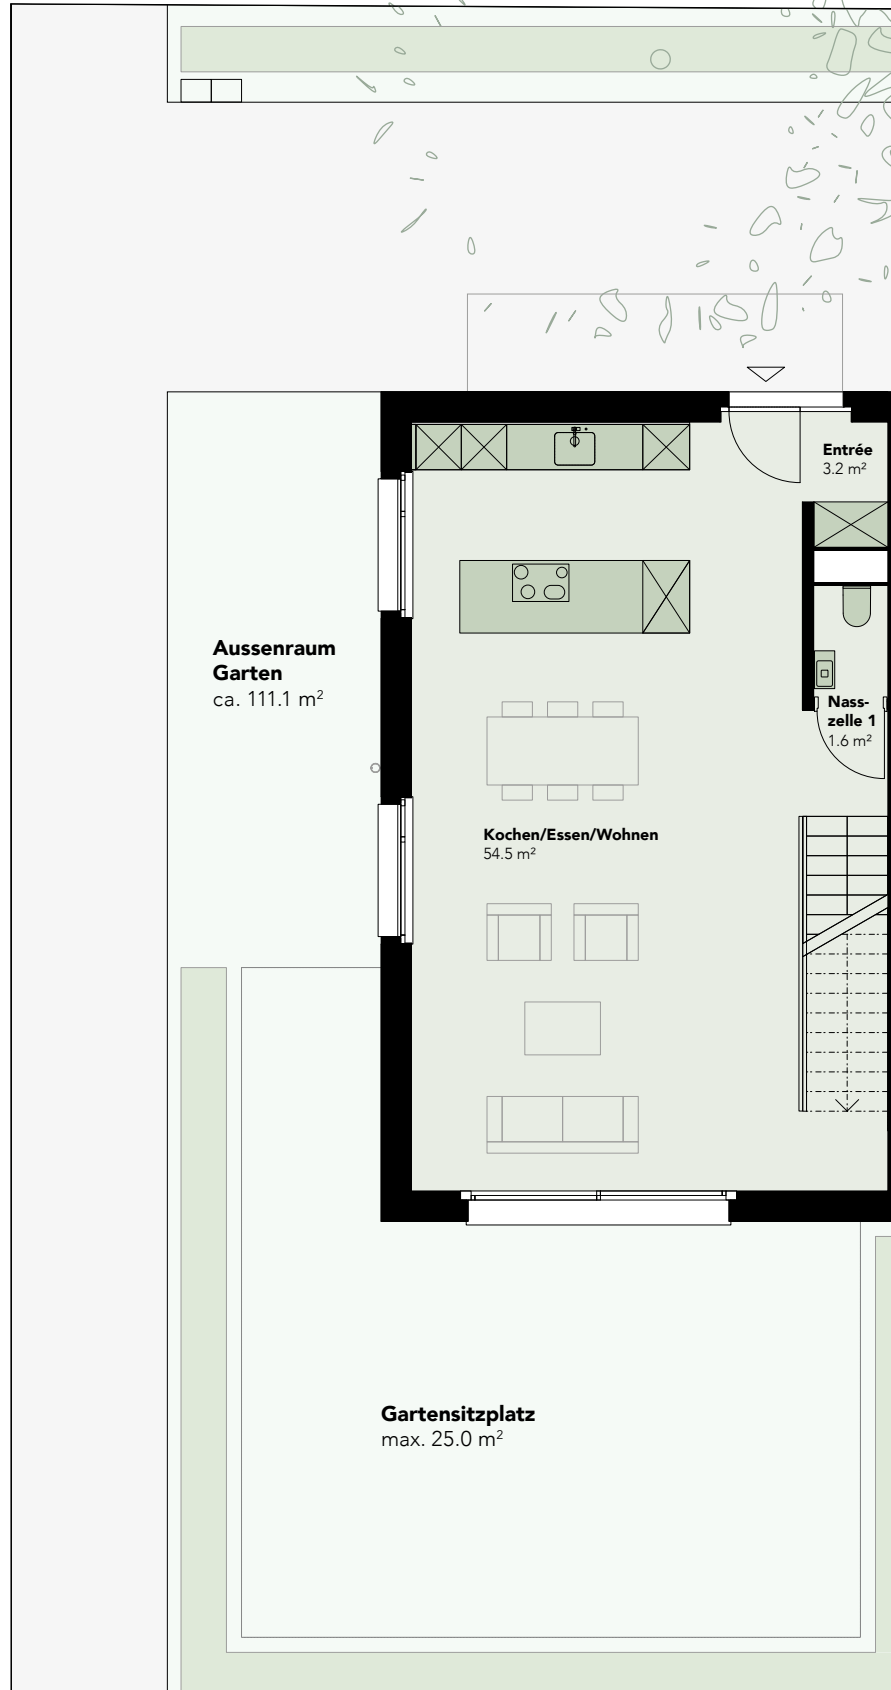 Entrée
3.2 m²
Aussenraum
Garten
ca. 111.1 m²
Nass-
zelle 1
1.6 m²
Kochen/Essen/Wohnen
54.5 m²
Gartensitzplatz
max. 25.0 m²